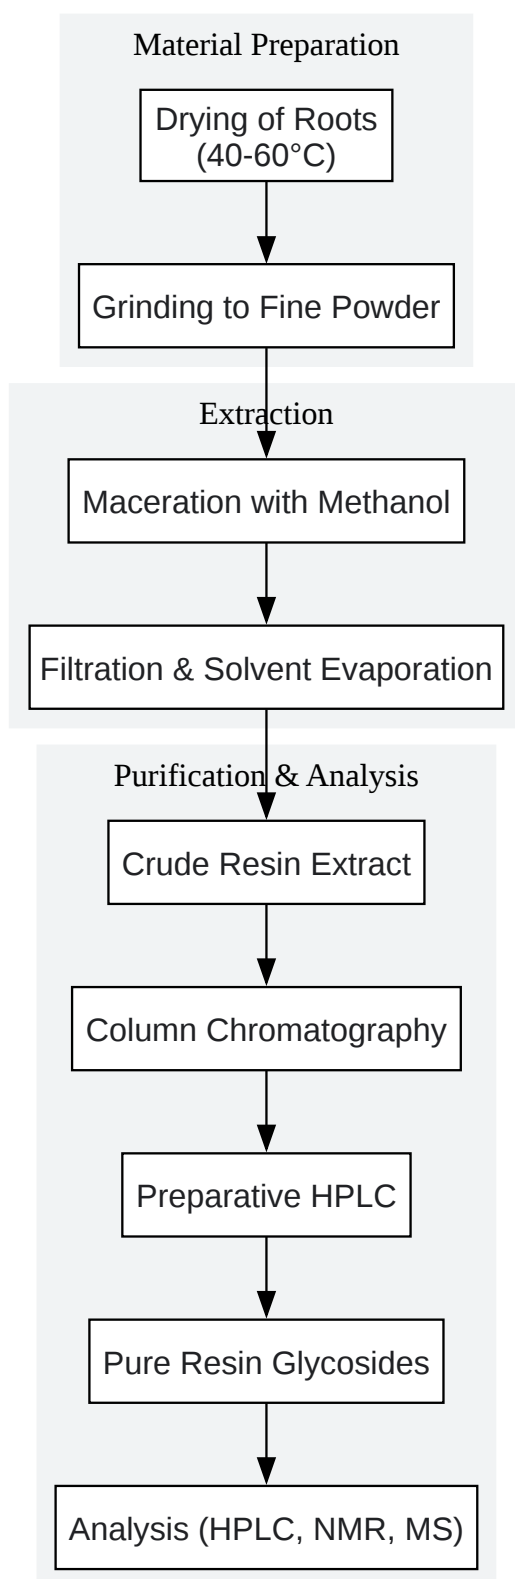 Material Preparation
Drying of Roots
(40-60°C)
Grinding to Fine Powder
Extraction
Maceration with Methanol
Filtration & Solvent Evaporation
Purification & Analysis
Crude Resin Extract
Column Chromatography
Preparative HPLC
Pure Resin Glycosides
Analysis (HPLC, NMR, MS)